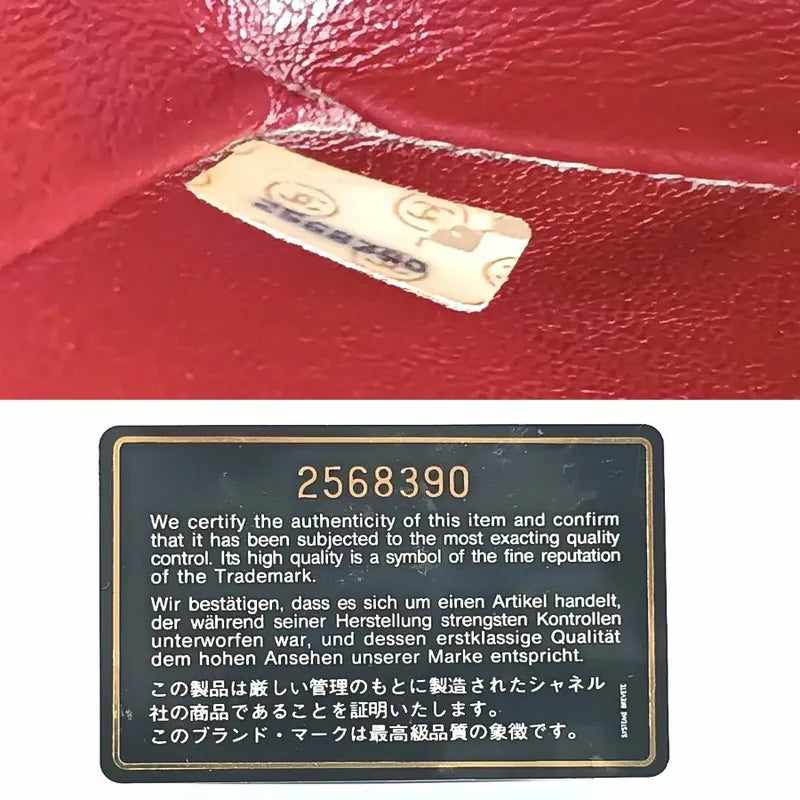 2568390
2568390
We certify the authenticity of this item and confirm
that it has been subjected to the most exacting quality
control. Its high quality is a symbol of the fine reputation
of the Trademark.
Wir bestätigen, dass es sich um einen Artikel handelt,
der während seiner Herstellung strengsten Kontrollen
unterworfen war, und dessen erstklassige Qualität
dem hohen Ansehen unserer Marke entspricht.
この製品は厳しい管理のもとに製造されたシャネル
社の商品であることを証明いたします。
このブランド・マークは最高級品質の象徴です。
SYSTEME BREVETE